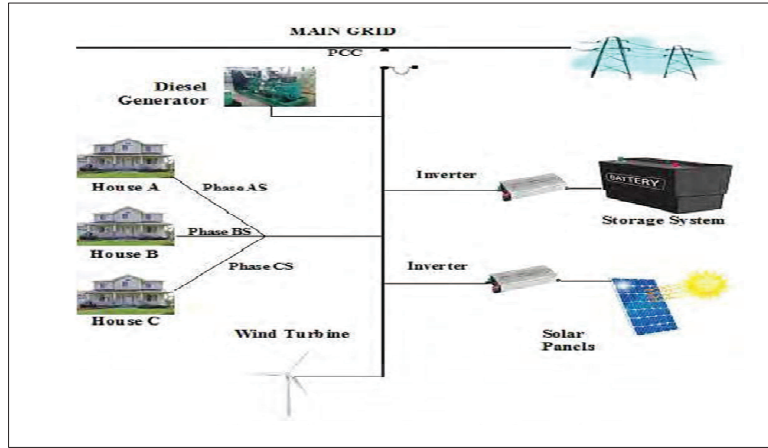 MAIN GRID
PCC
Diesel
Generator
House A
Phase AS
House B
Phase BS
House C
Phase CS
Inverter
BATTERY
Storage System
Inverter
Solar
Panels
Wind Turbine